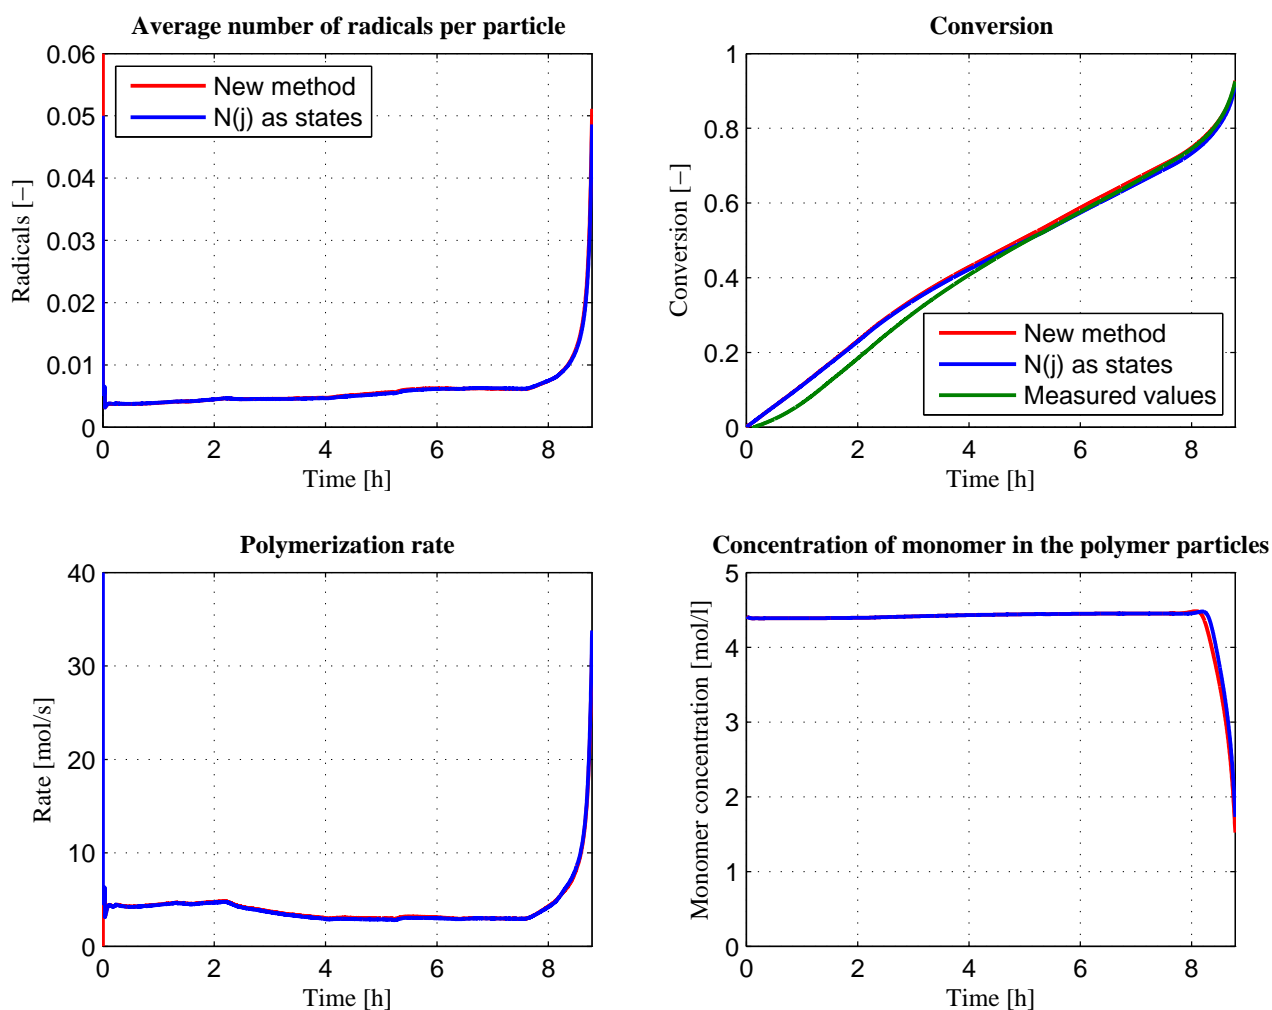 Average number of radicals per particle
0.06
0.05
0.04
0.03
0.02
0.01
0
Radicals [−]
New method
N(j) as states
0 2 4 6 8
Time [h]
Conversion
1
0.8
0.6
0.4
0.2
0
Conversion [−]
New method
N(j) as states
Measured values
0 2 4 6 8
Time [h]
Polymerization rate
40
30
20
10
0
Rate [mol/s]
0 2 4 6 8
Time [h]
Concentration of monomer in the polymer particles
5
4
3
2
1
0
Monomer concentration [mol/l]
0 2 4 6 8
Time [h]